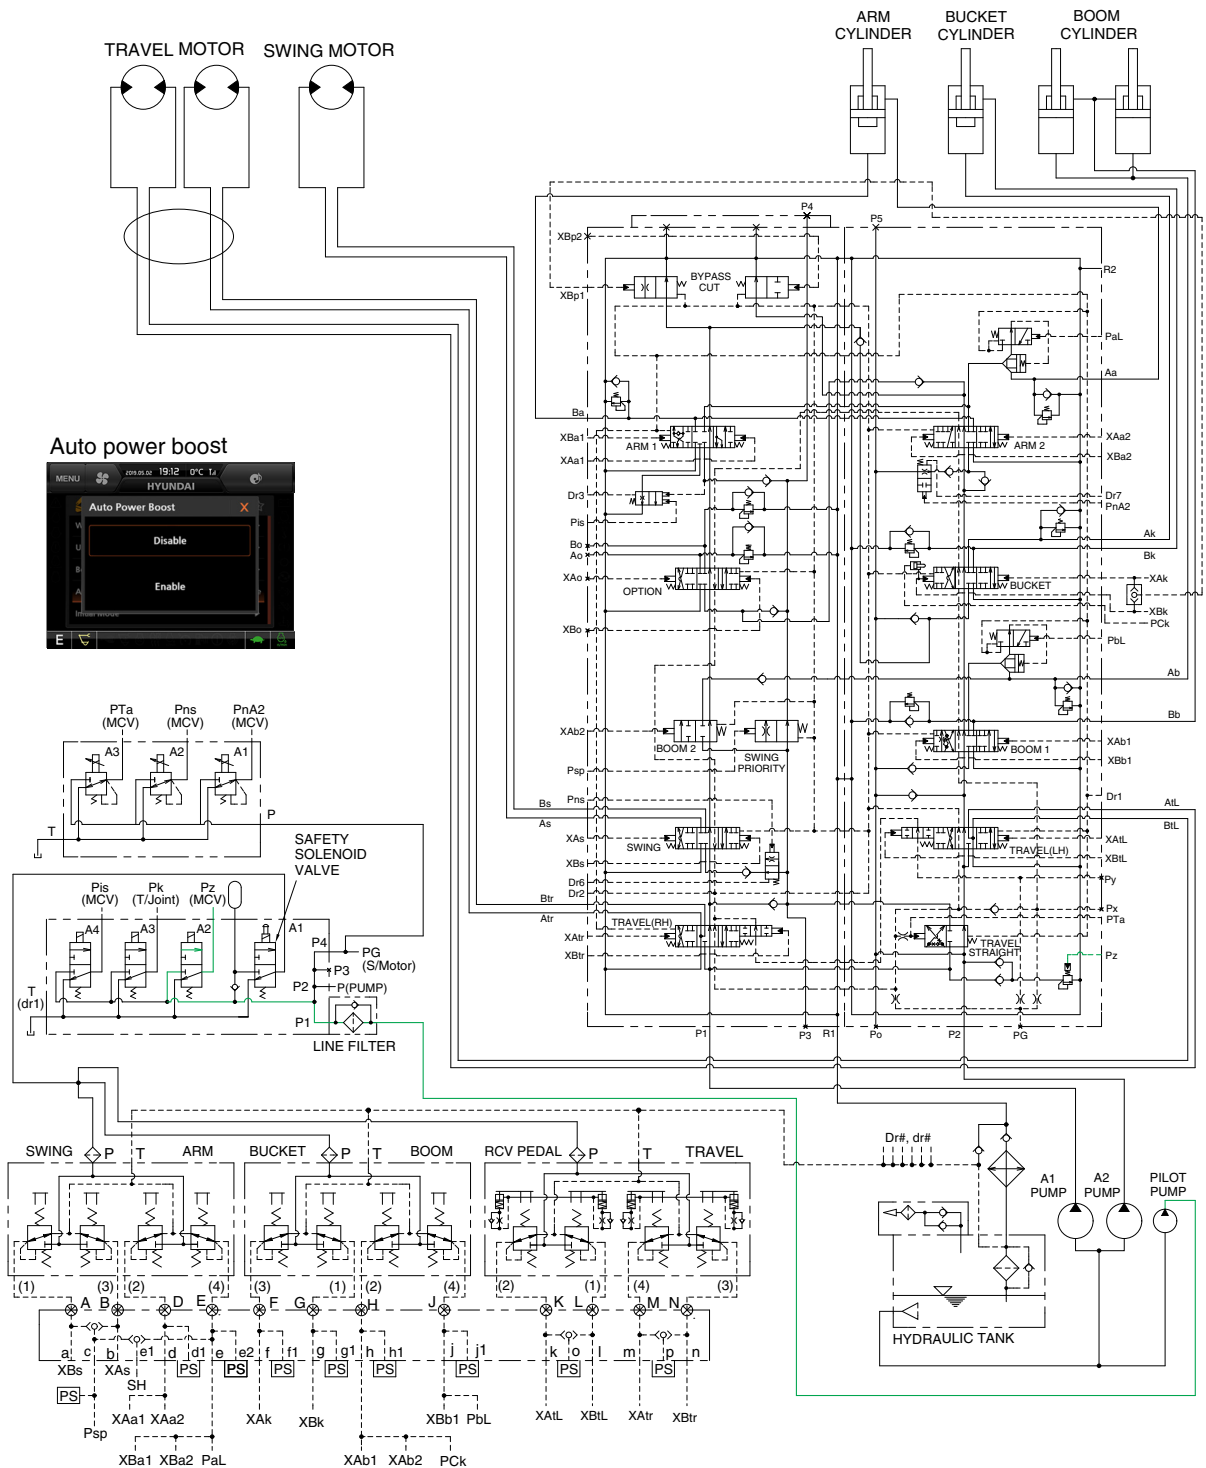 ARM
CYLINDER
BUCKET
CYLINDER
BOOM
CYLINDER
TRAVEL MOTOR
SWING MOTOR
P4
P5
XBp2
BYPASS
CUT
XBp1
R2
PaL
Aa
Ba
XBa1
ARM 1
XAa1
ARM 2
XAa2
XBa2
Dr3
Pis
Dr7
PnA2
Bo
Ao
Ak
Bk
XAo
OPTION
BUCKET
XAk
XBk
PCk
XBo
PbL
Ab
Bb
XAb2
BOOM 2
SWING
PRIORITY
BOOM 1
XAb1
XBb1
Psp
Dr1
Pns
Bs
As
AtL
BtL
XAs
SWING
XBs
TRAVEL(LH)
XAtL
XBtL
Dr6
Dr2
Py
Btr
Atr
Px
PTa
TRAVEL(RH)
XAtr
XBtr
TRAVEL
STRAIGHT
Pz
P1
P3
R1
Po
P2
PG
Auto power boost
MENU
2019.05.02
19:12
0°C
HYUNDAI
Auto Power Boost
X
Disable
Enable
E
PTa
(MCV)
Pns
(MCV)
PnA2
(MCV)
A3
A2
A1
T
P
SAFETY
SOLENOID
VALVE
Pis
(MCV)
Pk
(T/Joint)
Pz
(MCV)
A4
A3
A2
A1
P4
PG
(S/Motor)
P3
P2
P(PUMP)
T
(dr1)
P1
LINE FILTER
SWING
P
T
ARM
BUCKET
P
T
BOOM
RCV PEDAL
P
T
TRAVEL
Dr#, dr#
A1
PUMP
A2
PUMP
PILOT
PUMP
HYDRAULIC TANK
(1)
(3)
(2)
(4)
(3)
(1)
(2)
(4)
(2)
(1)
(4)
(3)
A
B
D
E
F
G
H
J
K
L
M
N
a
c
b
e1
d
d1
e
e2
f
f1
g
g1
h
h1
j
j1
k
o
l
m
p
n
XBs
XAs
PS
PS
PS
PS
PS
PS
PS
PS
SH
PS
Psp
XAa1
XAa2
XAk
XBk
XBb1
PbL
XAtL
XBtL
XAtr
XBtr
XBa1
XBa2
PaL
XAb1
XAb2
PCk